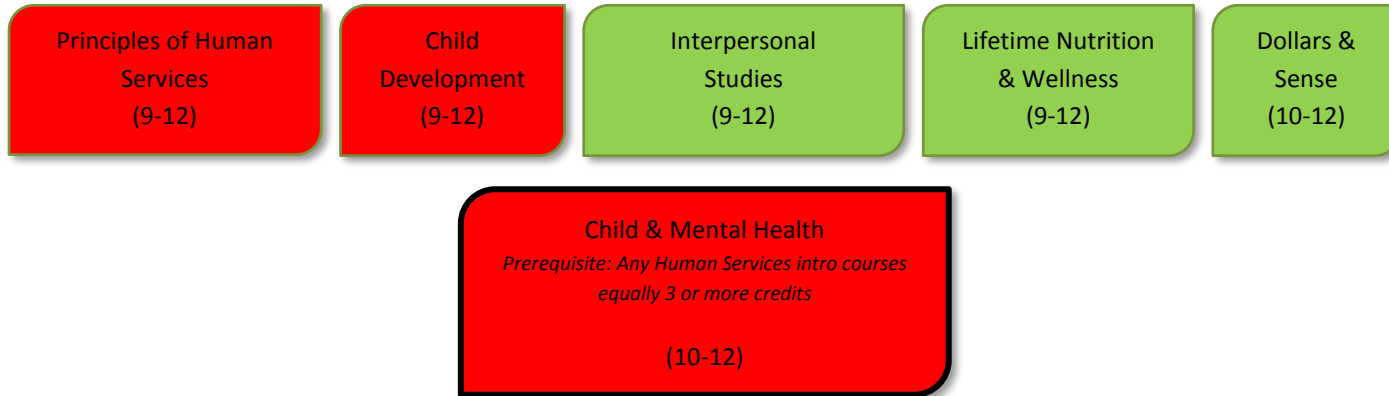 Principles of Human
Services
(9-12)
Child
Development
(9-12)
Interpersonal
Studies
(9-12)
Lifetime Nutrition
& Wellness
(9-12)
Dollars &
Sense
(10-12)
Child & Mental Health
Prerequisite: Any Human Services intro courses
equally 3 or more credits
(10-12)